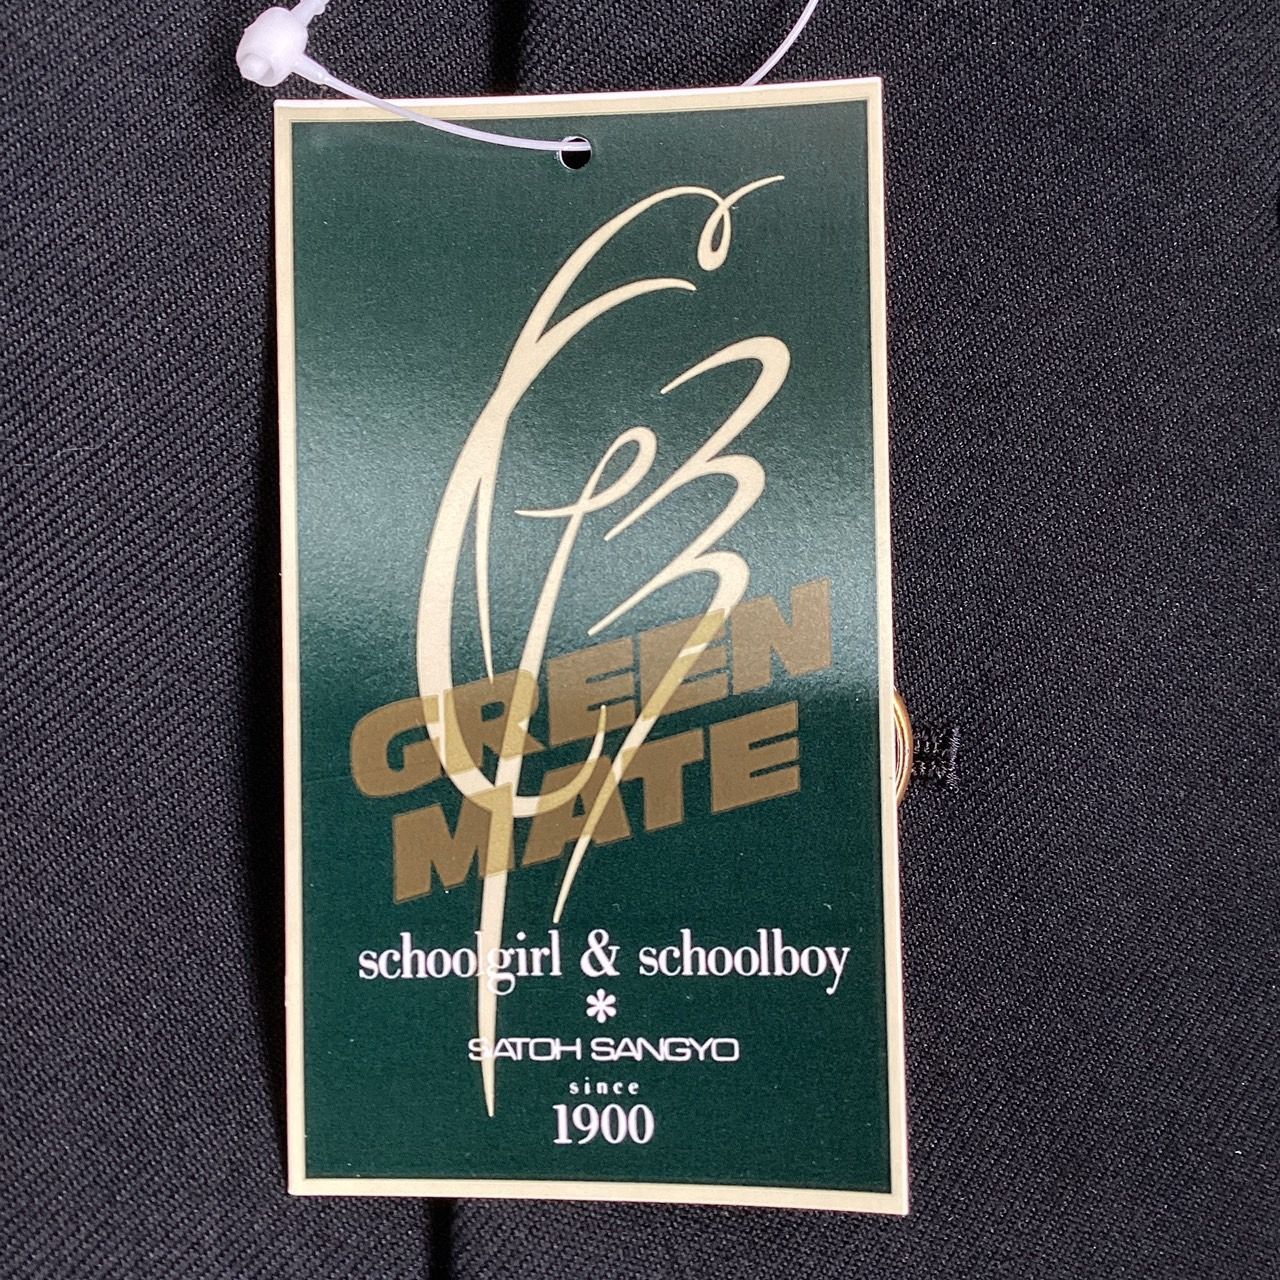 GREEN
MATE
schoolgirl & schoolboy
*
SATOH SANGYO
since
1900